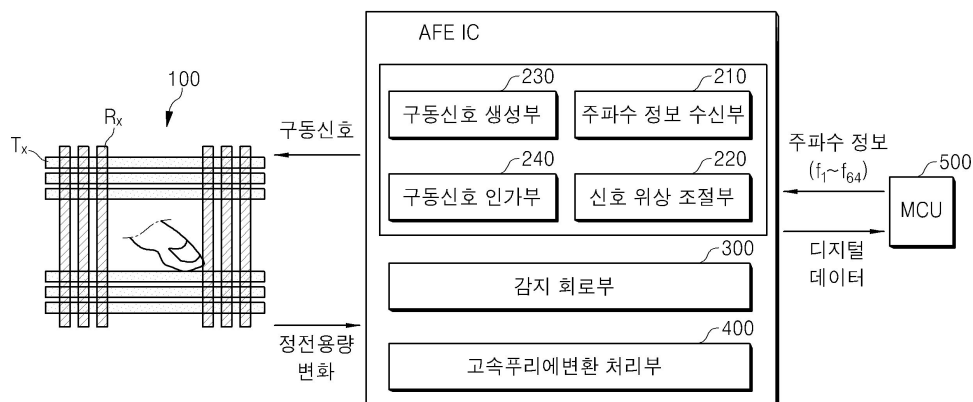 100
Rx
Tx
구동신호
정전용량
변화
AFE IC
230
구동신호 생성부
210
주파수 정보 수신부
240
구동신호 인가부
220
신호 위상 조절부
300
감지 회로부
400
고속푸리에변환 처리부
주파수 정보
(f1~f64)
500
MCU
디지털
데이터